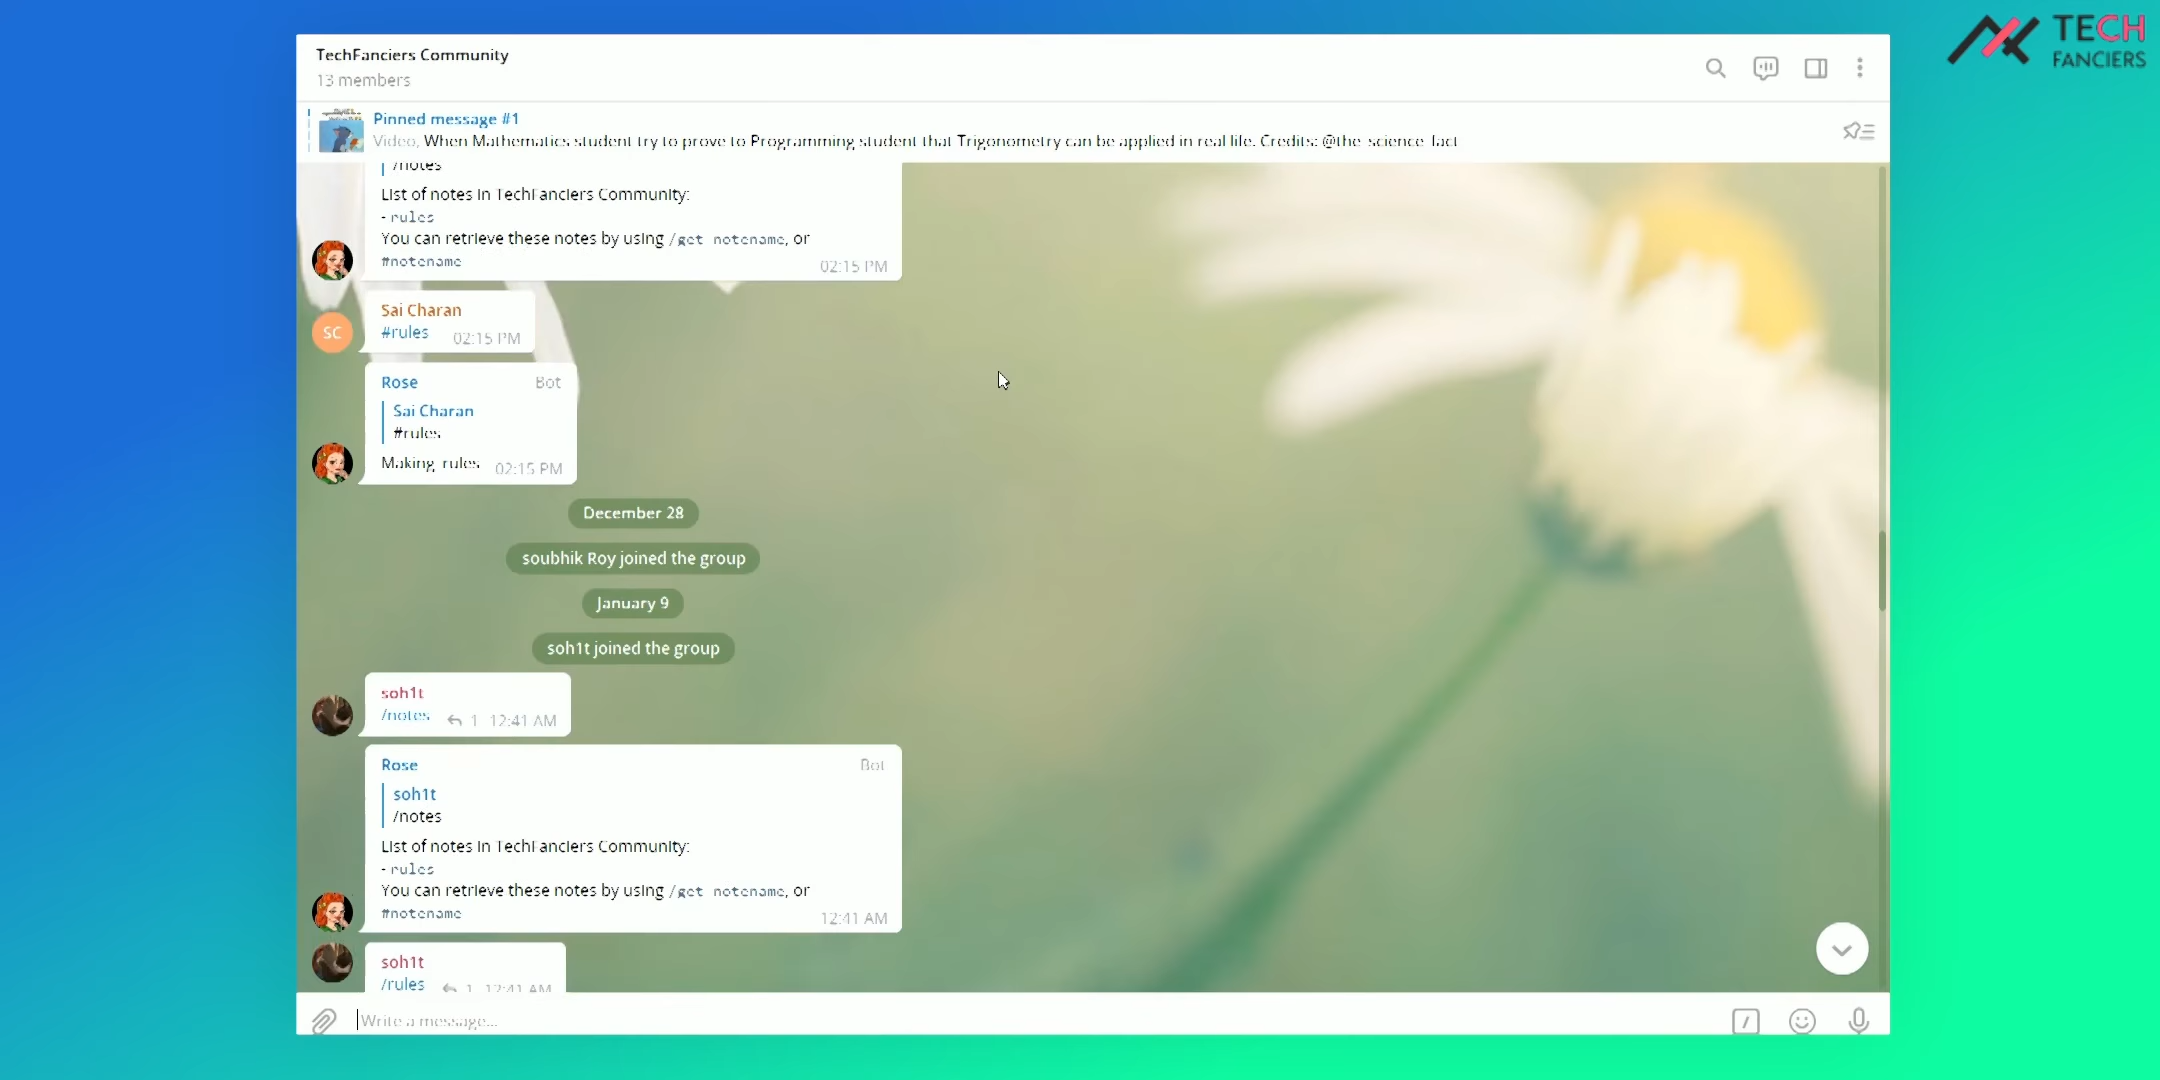 TECH
FANCIERS
TechFanciers Community
13 members
Pinned message #1
Video, When Mathematics student try to prove to Programming student that Trigonometry can be applied in real life. Credits: @the_science_fact
/notes
List of notes in TechFanciers Community:
- rules
You can retrieve these notes by using /get notename, or
#notename
02:15 PM
Sai Charan
SC
#rules 02:15 PM
Rose Bot
Sai Charan
#rules
Making rules 02:15 PM
December 28
soubhik Roy joined the group
January 9
soh1t joined the group
soh1t
/notes 1 12:41 AM
Rose Bot
soh1t
/notes
List of notes in TechFanciers Community:
- rules
You can retrieve these notes by using /get notename, or
#notename
12:41 AM
soh1t
/rules 1 12:41 AM
Write a message...